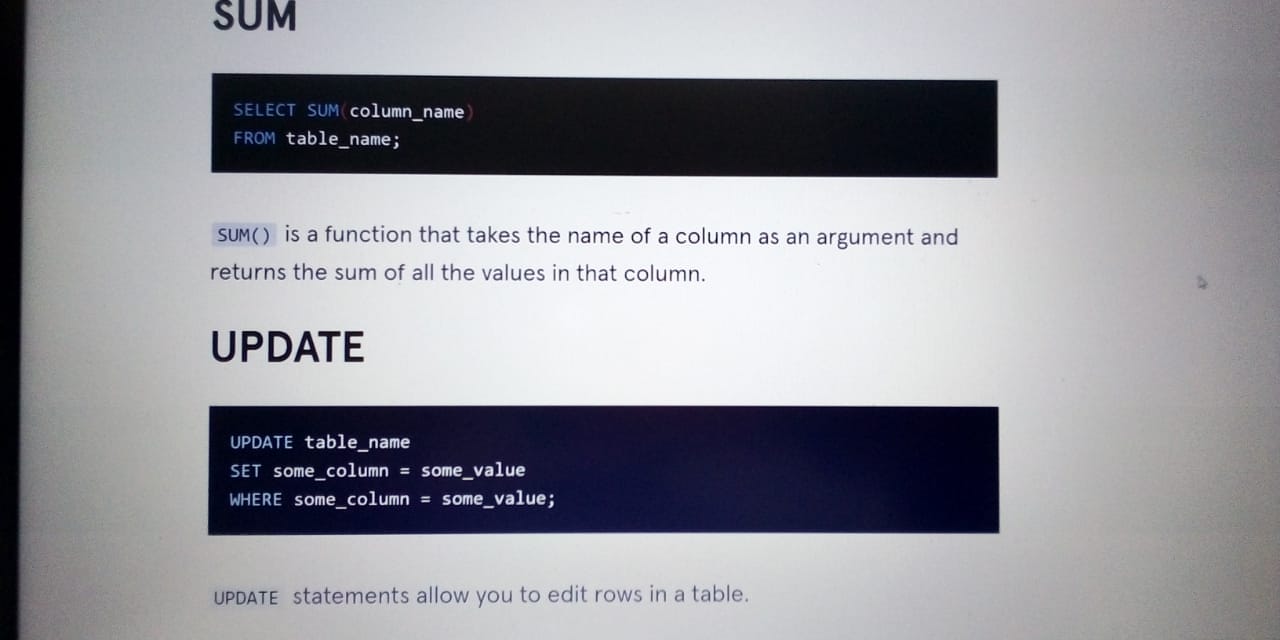 SUM
SELECT SUM(column_name)
FROM table_name;
SUM() is a function that takes the name of a column as an argument and
returns the sum of all the values in that column.
UPDATE
UPDATE table_name
SET some_column = some_value
WHERE some_column = some_value;
UPDATE statements allow you to edit rows in a table.